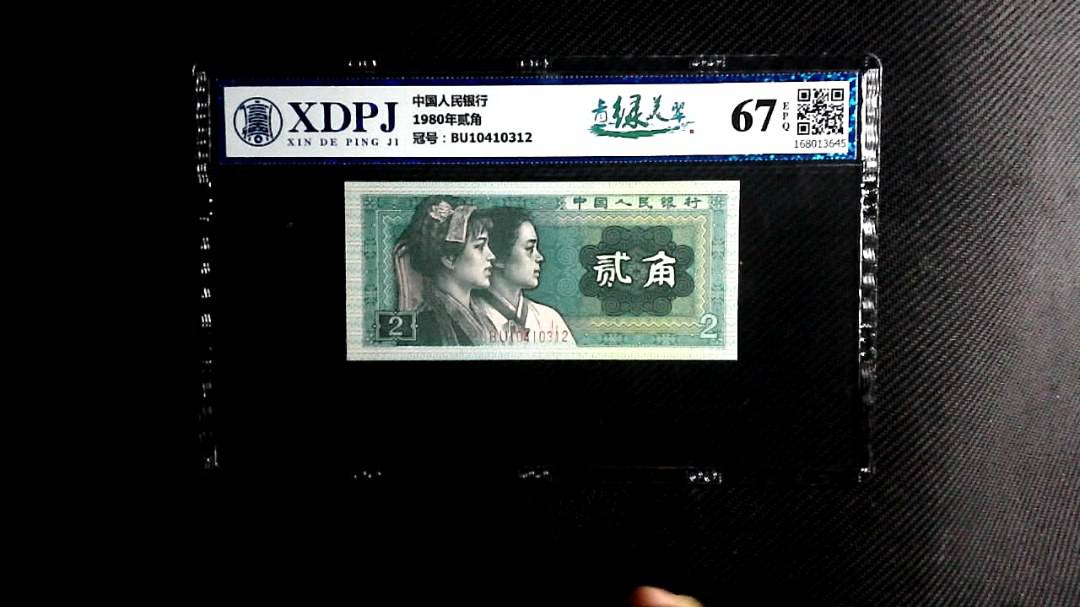 XDPJ
XIN DE PING JI
中国人民银行
1980年贰角
冠号：BU10410312
绿美翠
67
EPQ
168013645
中国人民银行
贰角
2
2
BU10410312